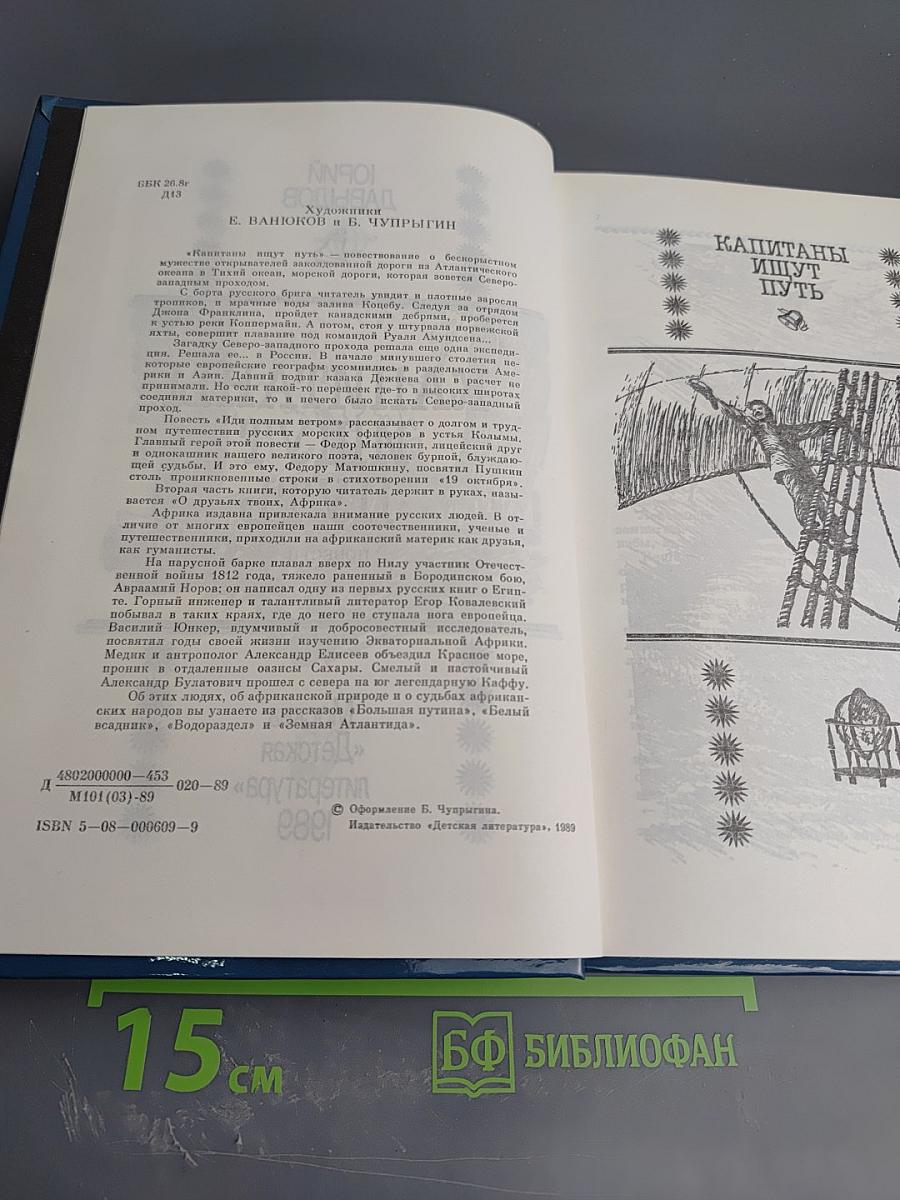 ББК 26.8г
Д13
Художники
Е. ВАНЮКОВ и Б. ЧУПРЫГИН
«Капитаны ищут путь» — повествование о бескорыстном
мужестве открывателей заколдованной дороги из Атлантического
океана в Тихий океан, морской дороги, которая зовется Северо-
западным проходом.
С борта русского брига читатель увидит и плотные заросли
тропиков, и мрачные воды залива Коцебу. Следуя за отрядом
Джона Франклина, пройдет канадскими дебрями, проберется
к устью реки Коппермайн. А потом, стоя у штурвала норвежской
яхты, совершит плавание под командой Руаля Амундсена...
Загадку Северо-западного прохода решала еще одна экспеди-
ция. Решала ее... в России. В начале минувшего столетия не-
которые европейские географы усомнились в раздельности Аме-
рики и Азии. Давний подвиг казака Дежнева они в расчет не
принимали. Но если какой-то перешеек где-то в высоких широтах
соединял материки, то и нечего было искать Северо-западный
проход.
Повесть «Иди полным ветром» рассказывает о долгом и труд-
ном путешествии русских морских офицеров в устья Колымы.
Главный герой этой повести — Федор Матюшкин, лицейский друг
и однокашник нашего великого поэта, человек бурной, блуждаю-
щей судьбы. И это ему, Федору Матюшкину, посвятил Пушкин
столь проникновенные строки в стихотворении «19 октября».
Вторая часть книги, которую читатель держит в руках, назы-
вается «О друзьях твоих, Африка».
Африка издавна привлекала внимание русских людей. В от-
личие от многих европейцев наши соотечественники, ученые и
путешественники, приходили на африканский материк как друзья,
как гуманисты.
На парусной барке плавал вверх по Нилу участник Отечест-
венной войны 1812 года, тяжело раненный в Бородинском бою,
Авраамий Норов; он написал одну из первых русских книг о Егип-
те. Горный инженер и талантливый литератор Егор Ковалевский
побывал в таких краях, где до него не ступала нога европейца.
Василий Юнкер, вдумчивый и добросовестный исследователь,
посвятил годы своей жизни изучению Экваториальной Африки.
Медик и антрополог Александр Елисеев объездил Красное море,
проник в отдаленные оазисы Сахары. Смелый и настойчивый
Александр Булатович прошел с севера на юг легендарную Каффу.
Об этих людях, об африканской природе и о судьбах африкан-
ских народов вы узнаете из рассказов «Большая путина», «Белый
всадник», «Водораздел» и «Земная Атлантида».
Д 4802000000—453 020—89
М101(03)-89
ISBN 5—08—000609—9
© Оформление Б. Чупрыгина.
Издательство «Детская литература», 1989
КАПИТАНЫ
ИЩУТ
ПУТЬ
15 см
БФ БИБЛИОФАН